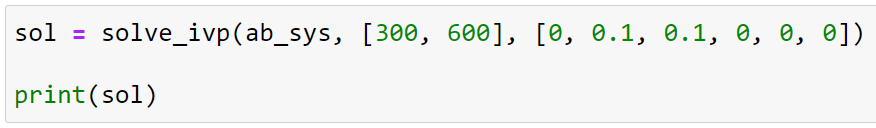 sol = solve_ivp(ab_sys, [300, 600], [0, 0.1, 0.1, 0, 0, 0])
print(sol)